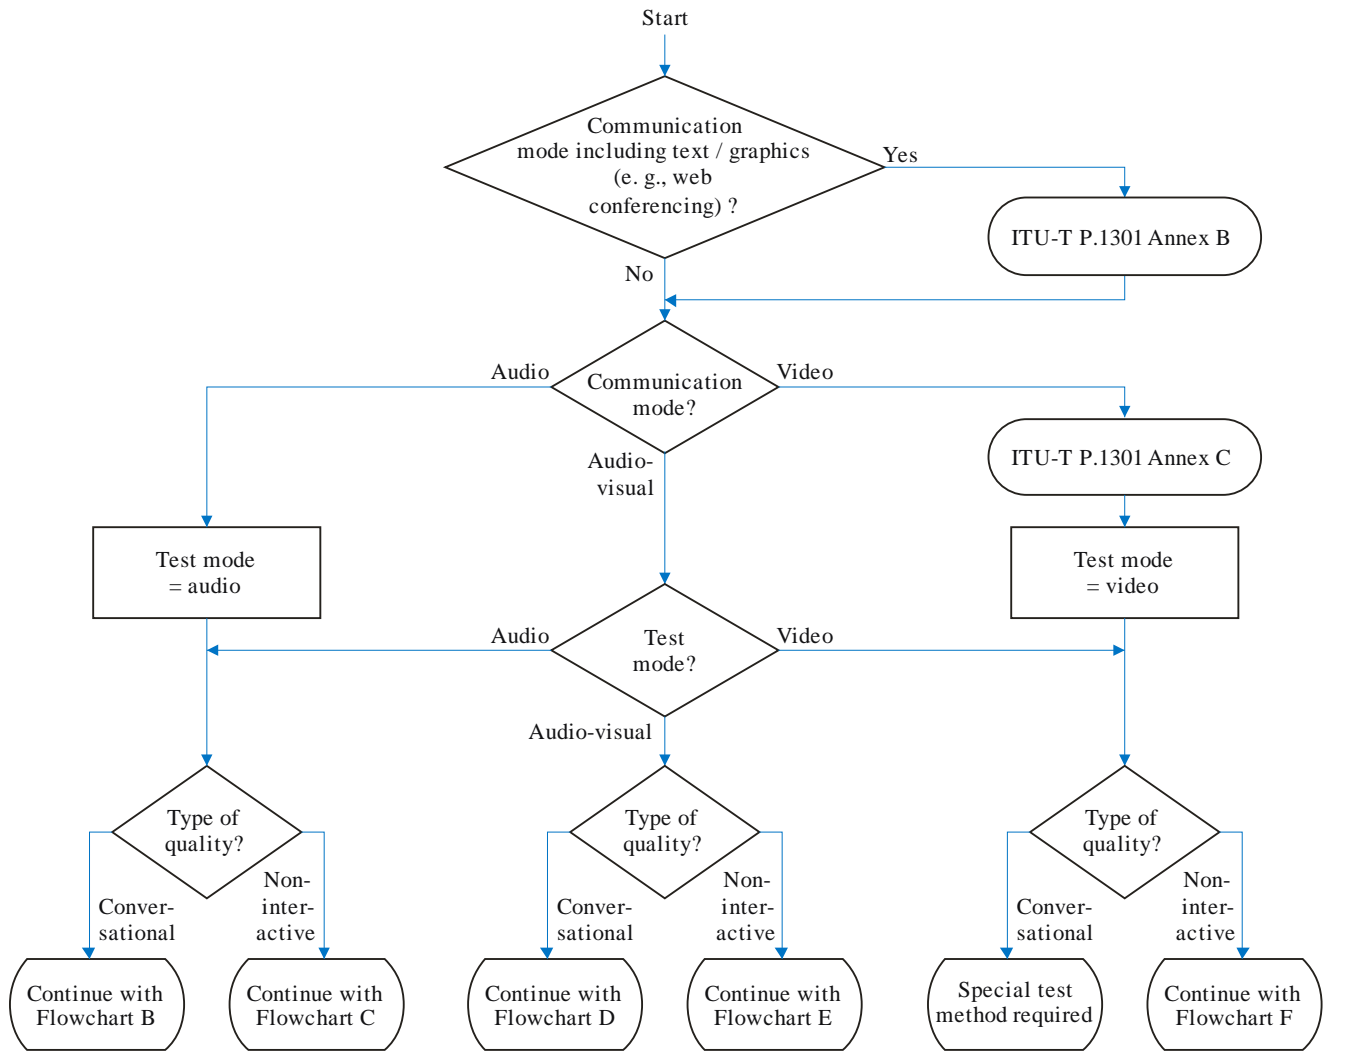 Start
Communication
mode including text / graphics
(e. g., web
conferencing) ?
Yes
ITU-T P.1301 Annex B
No
Audio
Communication
mode?
Video
Audio-
visual
ITU-T P.1301 Annex C
Test mode
= audio
Test mode
= video
Audio
Test
mode?
Video
Audio-visual
Type of
quality?
Type of
quality?
Type of
quality?
Conver-
sational
Non-
inter-
active
Conver-
sational
Non-
inter-
active
Conver-
sational
Non-
inter-
active
Continue with
Flowchart B
Continue with
Flowchart C
Continue with
Flowchart D
Continue with
Flowchart E
Special test
method required
Continue with
Flowchart F